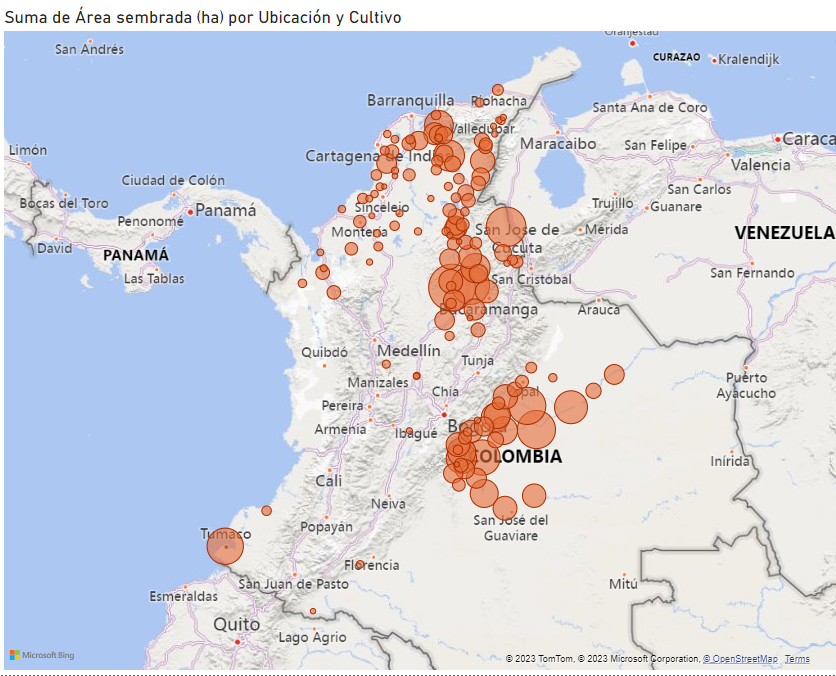 Suma de Área sembrada (ha) por Ubicación y Cultivo
Oranjestad
San Andrés
CURAZAO
Kralendijk
Barranquilla
Riohacha
Santa Ana de Coro
Valledupar
Maracaibo
San Felipe
Caraca
Limón
Cartagena de Ind
Valencia
Ciudad de Colón
San Carlos
Bocas del Toro
Panamá
Sincelejo
Trujillo
Guanare
Penonomé
Montería
San José de
Cúcuta
Mérida
VENEZUELA
David
PANAMÁ
Las Tablas
San Cristóbal
San Fernando
Bucaramanga
Arauca
Quibdó
Medellín
Tunja
Manizales
Puerto
Ayacucho
Chía
Pereira
Armenia
Ibagué
COLOMBIA
Inírida
Cali
Neiva
Popayán
San José del
Guaviare
Tumaco
Florencia
San Juan de Pasto
Mitú
Esmeraldas
Quito
Lago Agrio
Microsoft Bing
© 2023 TomTom, © 2023 Microsoft Corporation, © OpenStreetMap Terms